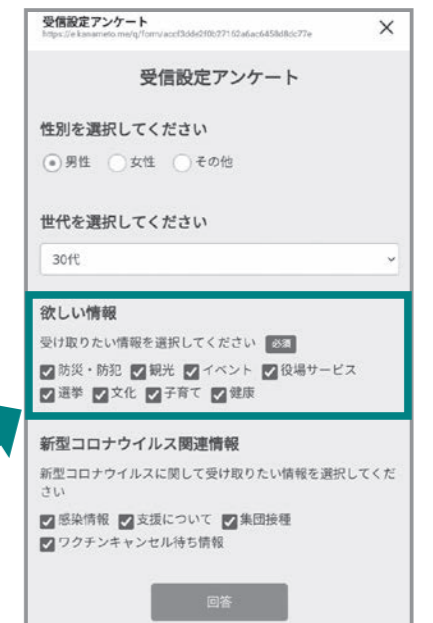 受信設定アンケート
受信設定アンケート
性別を選択してください
男性 女性 その他
世代を選択してください
30代
欲しい情報
受け取りたい情報を選択してください 必須
防災・防犯 観光 イベント 役場サービス
選挙 文化 子育て 健康
新型コロナウイルス関連情報
新型コロナウイルスに関して受け取りたい情報を選択してくだ
さい
感染情報 支援について 集団接種
ワクチンキャンセル待ち情報
回答